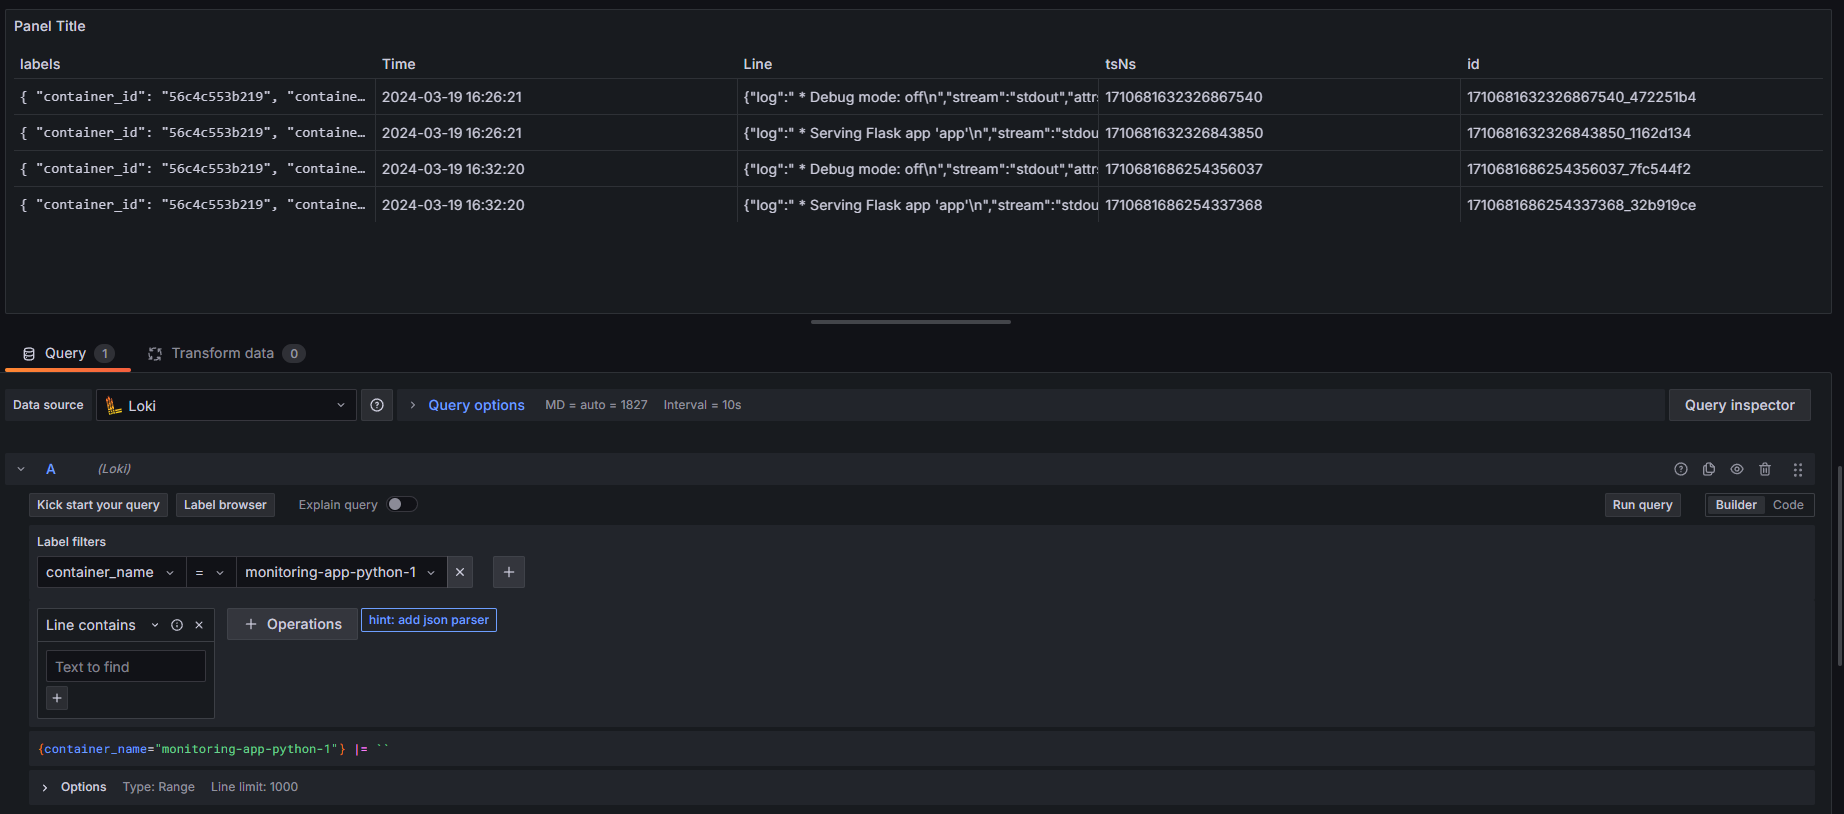 Panel Title
labels Time Line tsNs id
{ "container_id": "56c4c553b219", "containe… 2024-03-19 16:26:21 {"log":" * Debug mode: off\n","stream":"stdout","attrs 1710681632326867540 1710681632326867540_472251b4
{ "container_id": "56c4c553b219", "containe… 2024-03-19 16:26:21 {"log":" * Serving Flask app 'app'\n","stream":"stdou 1710681632326843850 1710681632326843850_1162d134
{ "container_id": "56c4c553b219", "containe… 2024-03-19 16:32:20 {"log":" * Debug mode: off\n","stream":"stdout","attrs 1710681686254356037 1710681686254356037_7fc544f2
{ "container_id": "56c4c553b219", "containe… 2024-03-19 16:32:20 {"log":" * Serving Flask app 'app'\n","stream":"stdou 1710681686254337368 1710681686254337368_32b919ce
Query 1 Transform data 0
Data source Loki Query options MD = auto = 1827 Interval = 10s Query inspector
A (Loki)
Kick start your query Label browser Explain query Run query Builder Code
Label filters
container_name = monitoring-app-python-1
Line contains + Operations hint: add json parser
Text to find
+
{container_name="monitoring-app-python-1"} |= ``
Options Type: Range Line limit: 1000